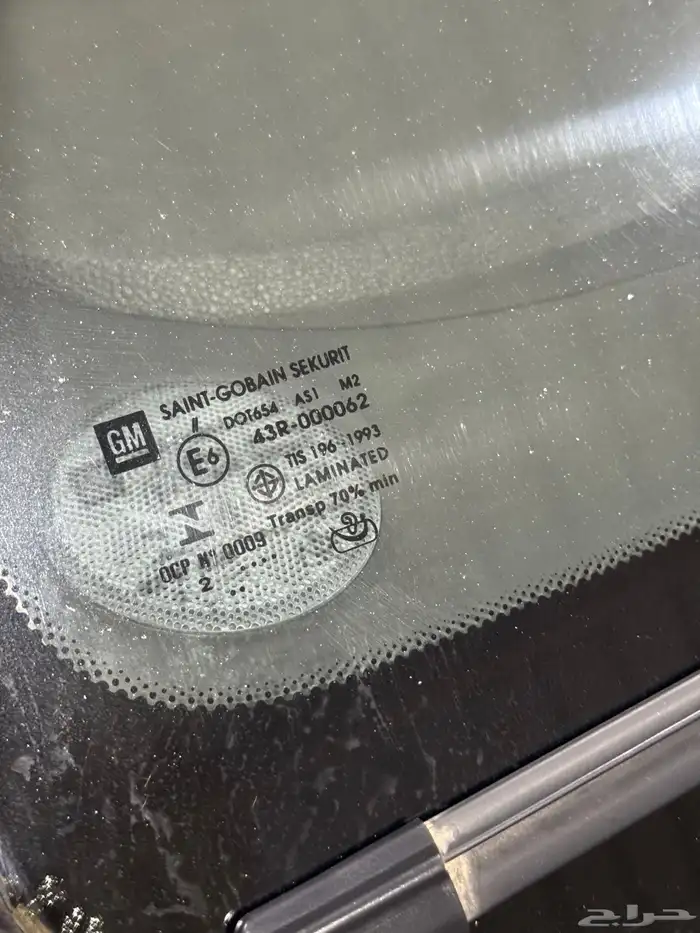 GM
SAINT-GOBAIN SEKURIT
DOT654 AS1 M2
II
E6
43R-000062
TIS 196-1993
LAMINATED
Transp 70% min
OCP Nº 0009
2 ....
..
حراج